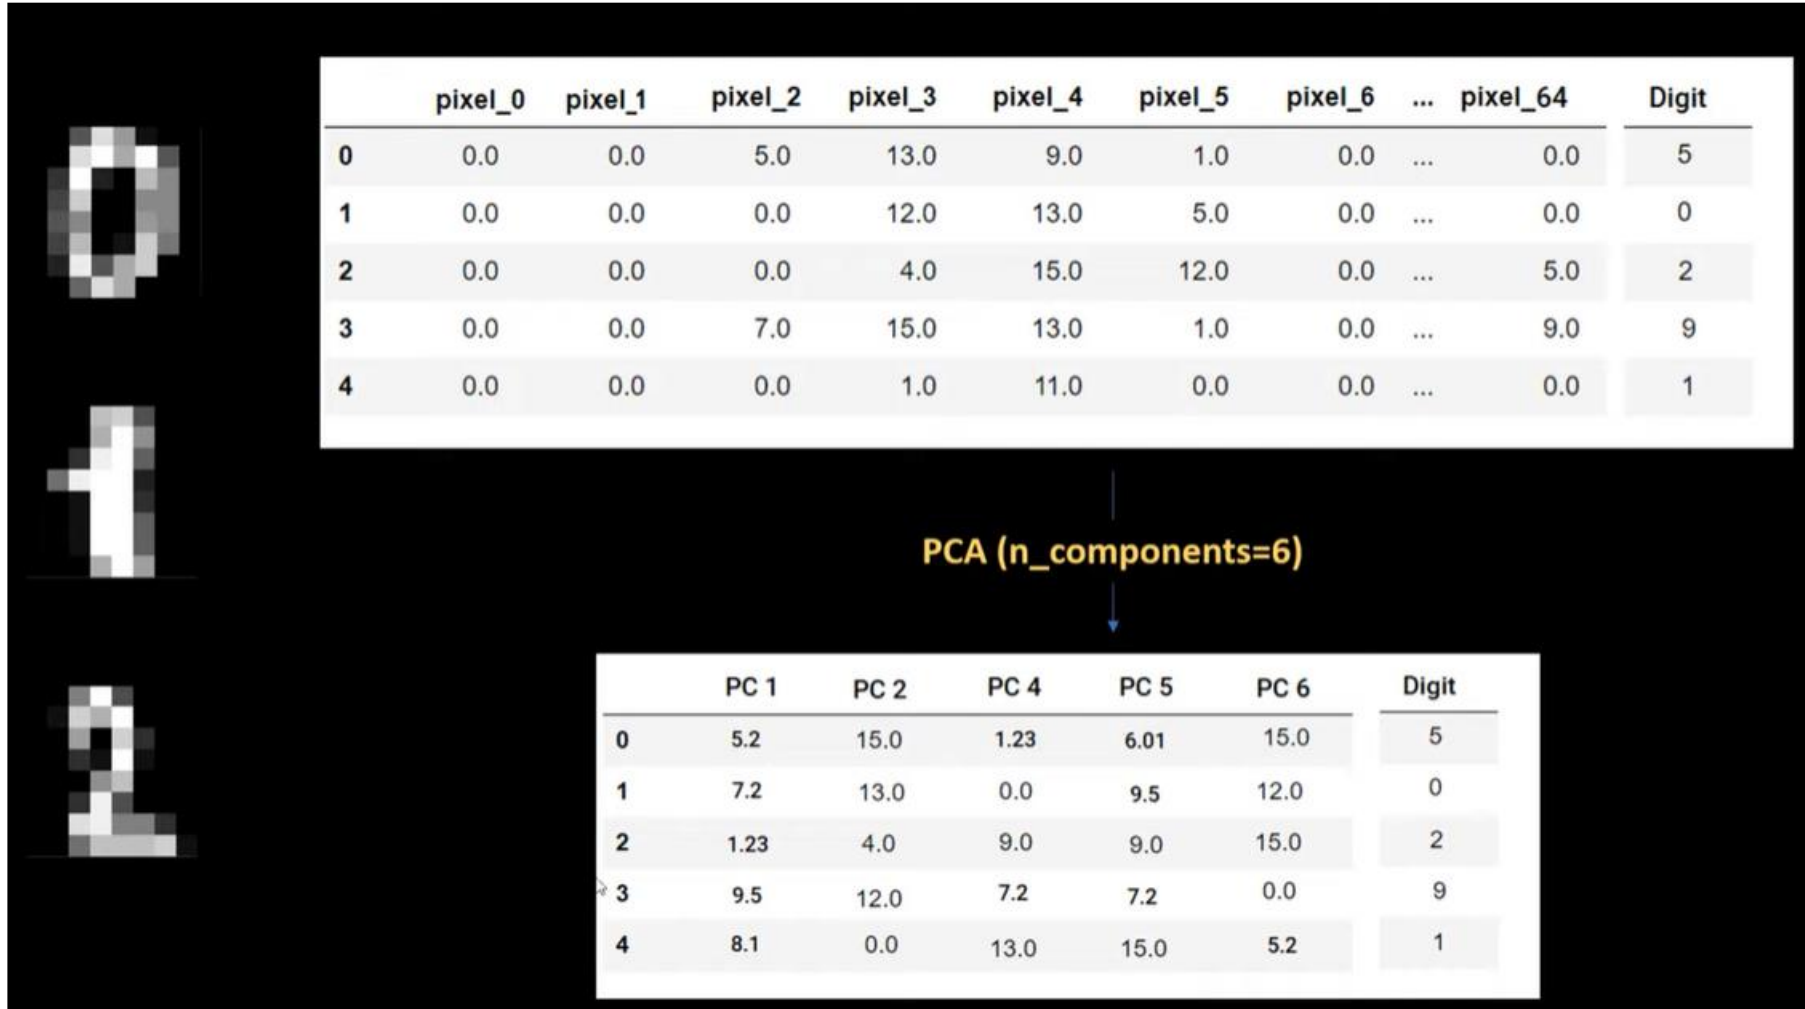 pixel_0 pixel_1 pixel_2 pixel_3 pixel_4 pixel_5 pixel_6 ... pixel_64 Digit
0 0.0 0.0 5.0 13.0 9.0 1.0 0.0 ... 0.0 5
1 0.0 0.0 0.0 12.0 13.0 5.0 0.0 ... 0.0 0
2 0.0 0.0 0.0 4.0 15.0 12.0 0.0 ... 5.0 2
3 0.0 0.0 7.0 15.0 13.0 1.0 0.0 ... 9.0 9
4 0.0 0.0 0.0 1.0 11.0 0.0 0.0 ... 0.0 1
PCA (n_components=6)
PC 1 PC 2 PC 4 PC 5 PC 6 Digit
0 5.2 15.0 1.23 6.01 15.0 5
1 7.2 13.0 0.0 9.5 12.0 0
2 1.23 4.0 9.0 9.0 15.0 2
3 9.5 12.0 7.2 7.2 0.0 9
4 8.1 0.0 13.0 15.0 5.2 1
0
1
2